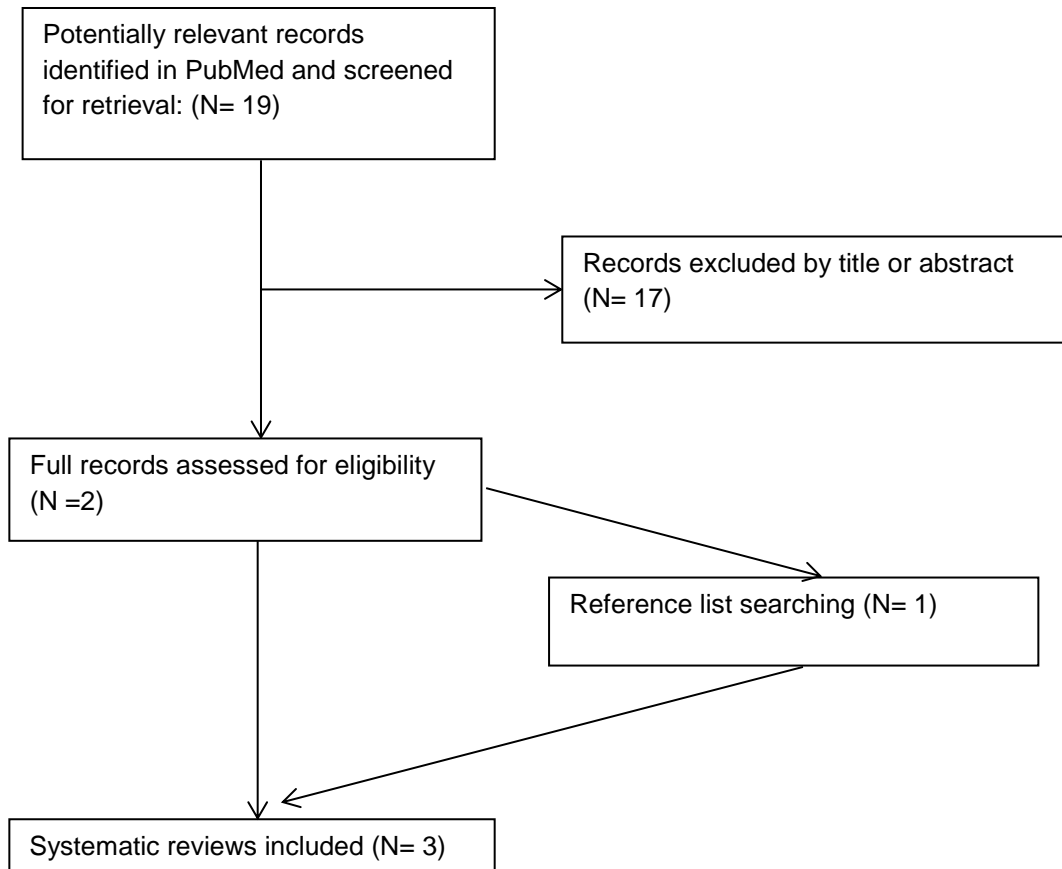 Potentially relevant records
identified in PubMed and screened
for retrieval: (N= 19)
Records excluded by title or abstract
(N= 17)
Full records assessed for eligibility
(N =2)
Reference list searching (N= 1)
Systematic reviews included (N= 3)